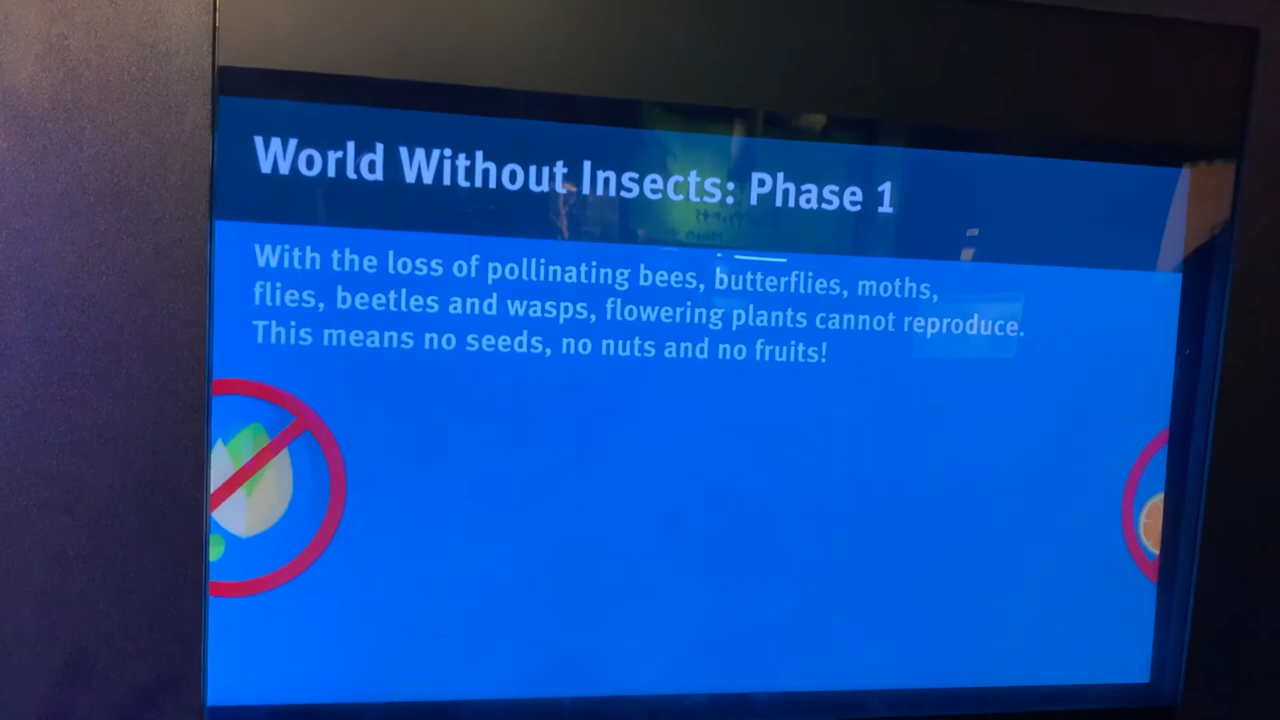 World Without Insects: Phase 1
With the loss of pollinating bees, butterflies, moths,
flies, beetles and wasps, flowering plants cannot reproduce.
This means no seeds, no nuts and no fruits!